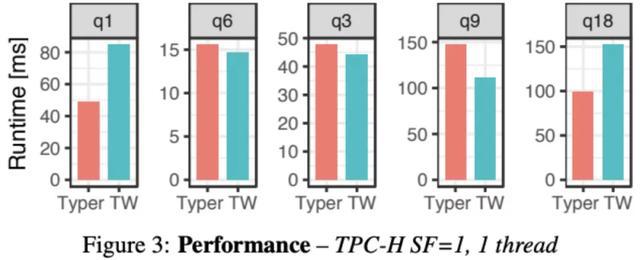 q1 q6 q3 q9 q18
Runtime [ms]
80 60 40 20 0
15 10 5 0
50 40 30 20 10 0
150 100 50 0
150 100 50 0
Typer TW Typer TW Typer TW Typer TW Typer TW
Figure 3: Performance – TPC-H SF=1, 1 thread